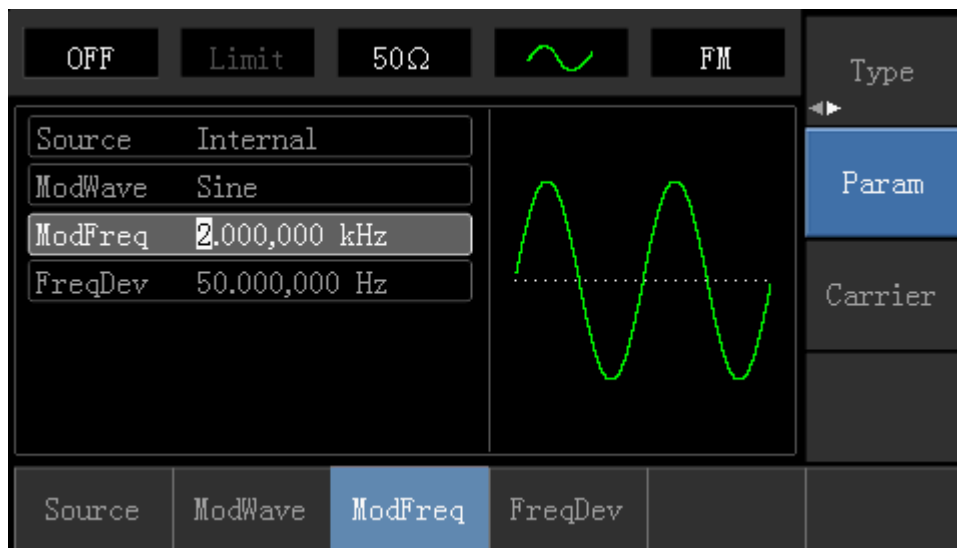 OFF Limit 50Ω FM
Type
Source Internal
ModWave Sine
Param
ModFreq 2.000,000 kHz
FreqDev 50.000,000 Hz
Carrier
Source ModWave ModFreq FreqDev